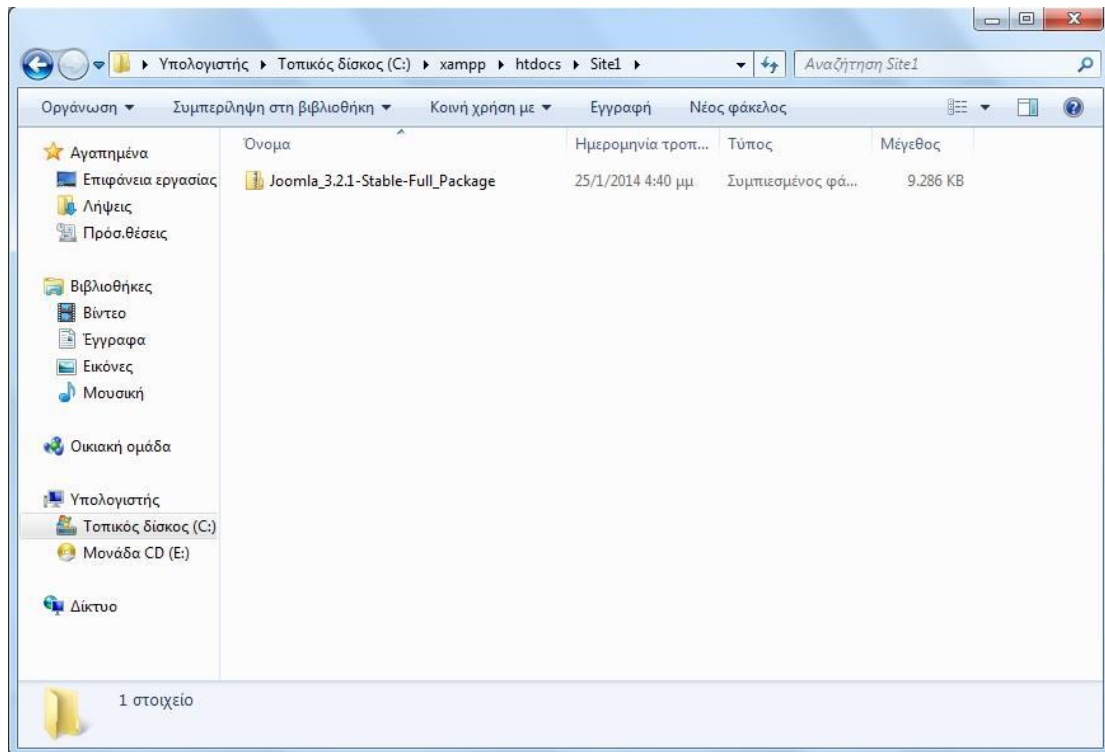 Υπολογιστής Τοπικός δίσκος (C:) xampp htdocs Site1 Αναζήτηση Site1
Οργάνωση Συμπερίληψη στη βιβλιοθήκη Κοινή χρήση με Εγγραφή Νέος φάκελος
Όνομα Ημερομηνία τροπ... Τύπος Μέγεθος
Joomla_3.2.1-Stable-Full_Package 25/1/2014 4:40 μμ Συμπιεσμένος φά... 9.286 KB
Αγαπημένα
Επιφάνεια εργασίας
Λήψεις
Πρόσ.θέσεις
Βιβλιοθήκες
Βίντεο
Έγγραφα
Εικόνες
Μουσική
Οικιακή ομάδα
Υπολογιστής
Τοπικός δίσκος (C:)
Μονάδα CD (E:)
Δίκτυο
1 στοιχείο